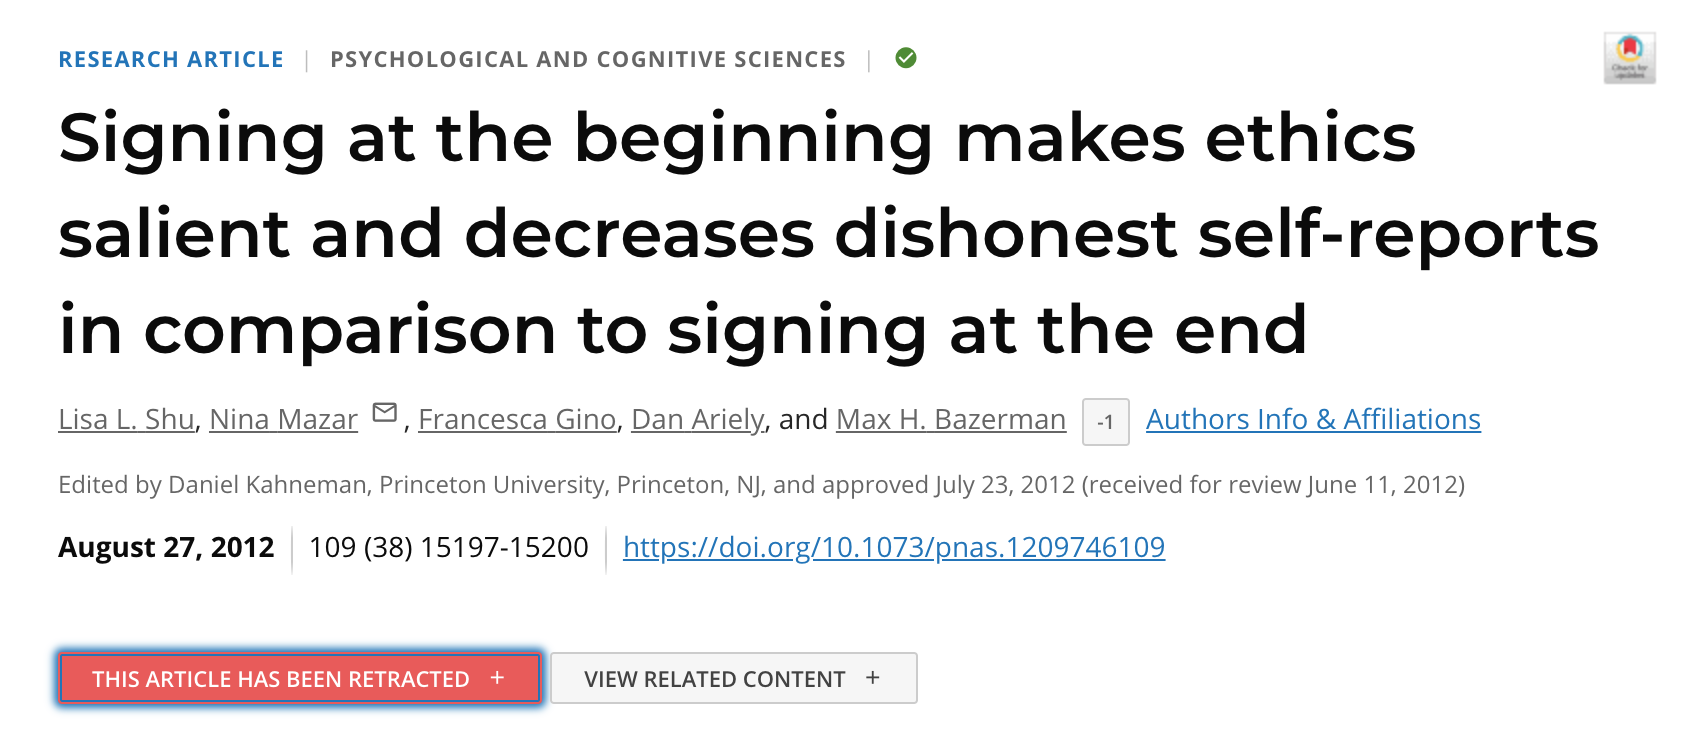 RESEARCH ARTICLE | PSYCHOLOGICAL AND COGNITIVE SCIENCES |
Check for
updates
Signing at the beginning makes ethics
salient and decreases dishonest self-reports
in comparison to signing at the end
Lisa L. Shu, Nina Mazar, Francesca Gino, Dan Ariely, and Max H. Bazerman -1 Authors Info & Affiliations
Edited by Daniel Kahneman, Princeton University, Princeton, NJ, and approved July 23, 2012 (received for review June 11, 2012)
August 27, 2012 | 109 (38) 15197-15200 | https://doi.org/10.1073/pnas.1209746109
THIS ARTICLE HAS BEEN RETRACTED + VIEW RELATED CONTENT +